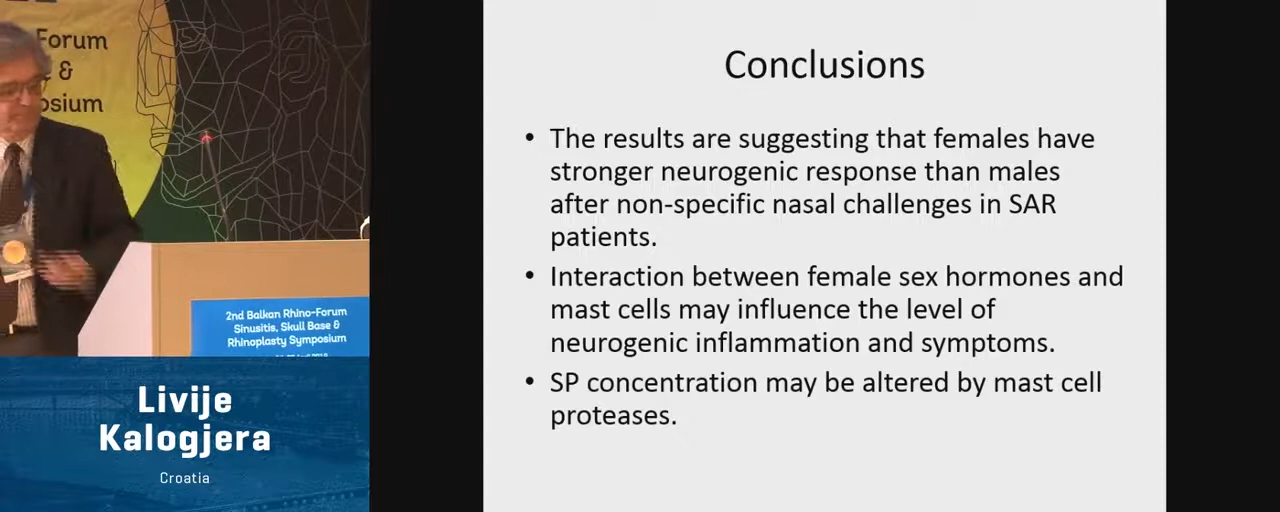 Forum
&
osium
2nd Balkan Rhino-Forum
Sinusitis, Skull Base &
Rhinoplasty Symposium
Livije
Kalogjera
Croatia
Conclusions
• The results are suggesting that females have
stronger neurogenic response than males
after non-specific nasal challenges in SAR
patients.
• Interaction between female sex hormones and
mast cells may influence the level of
neurogenic inflammation and symptoms.
• SP concentration may be altered by mast cell
proteases.